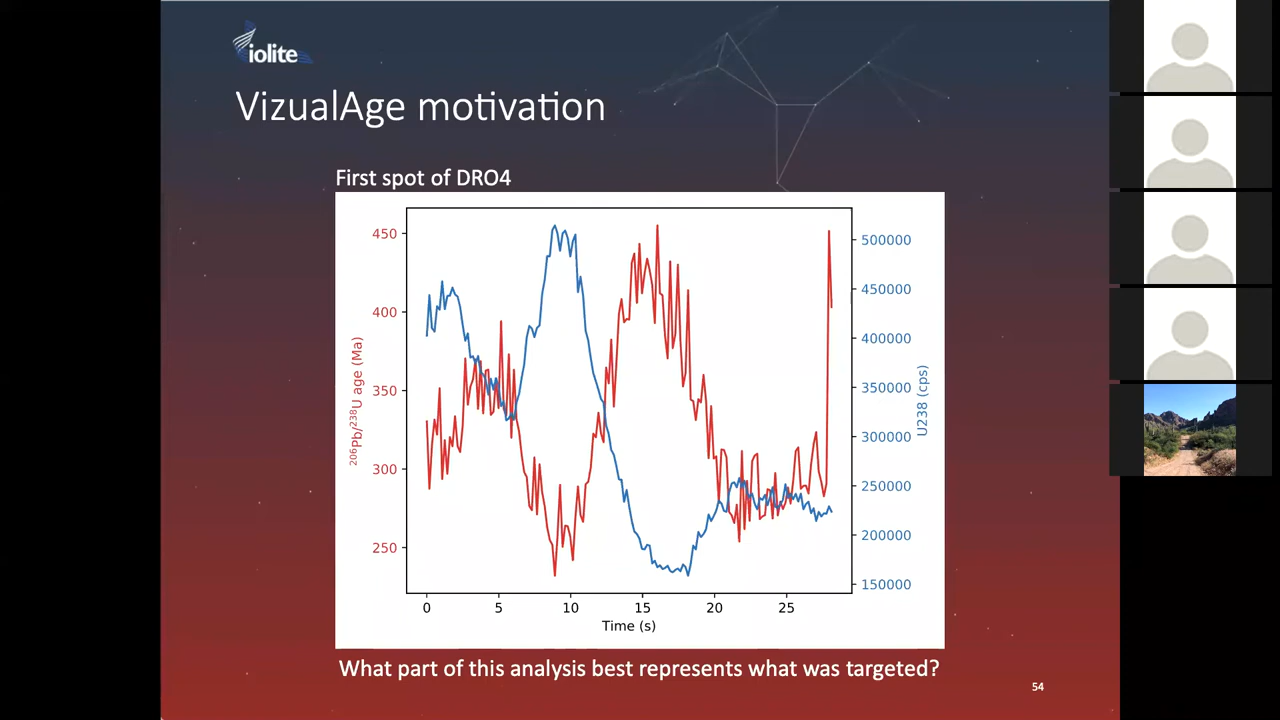 iolite
VizualAge motivation
First spot of DRO4
450
400
350
300
250
206Pb/238U age (Ma)
500000
450000
400000
350000
300000
250000
200000
150000
U238 (cps)
0 5 10 15 20 25
Time (s)
What part of this analysis best represents what was targeted?
54